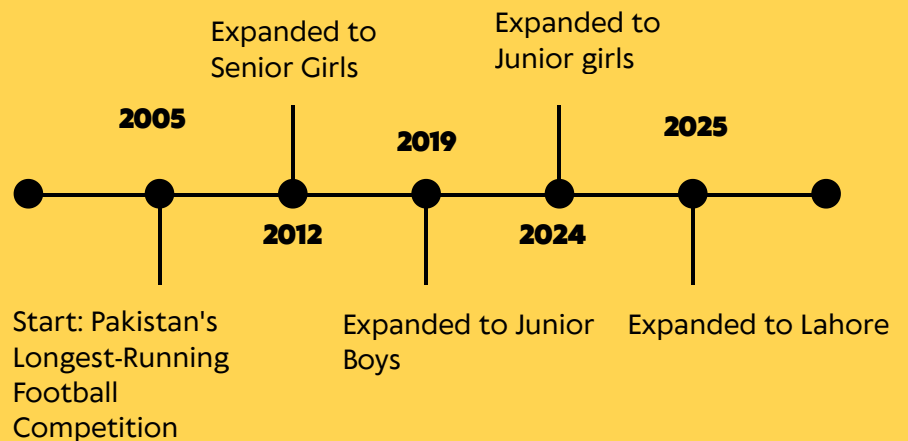 2005
Start: Pakistan's
Longest-Running
Football
Competition
Expanded to
Senior Girls
2012
2019
Expanded to Junior
Boys
Expanded to
Junior girls
2024
2025
Expanded to Lahore